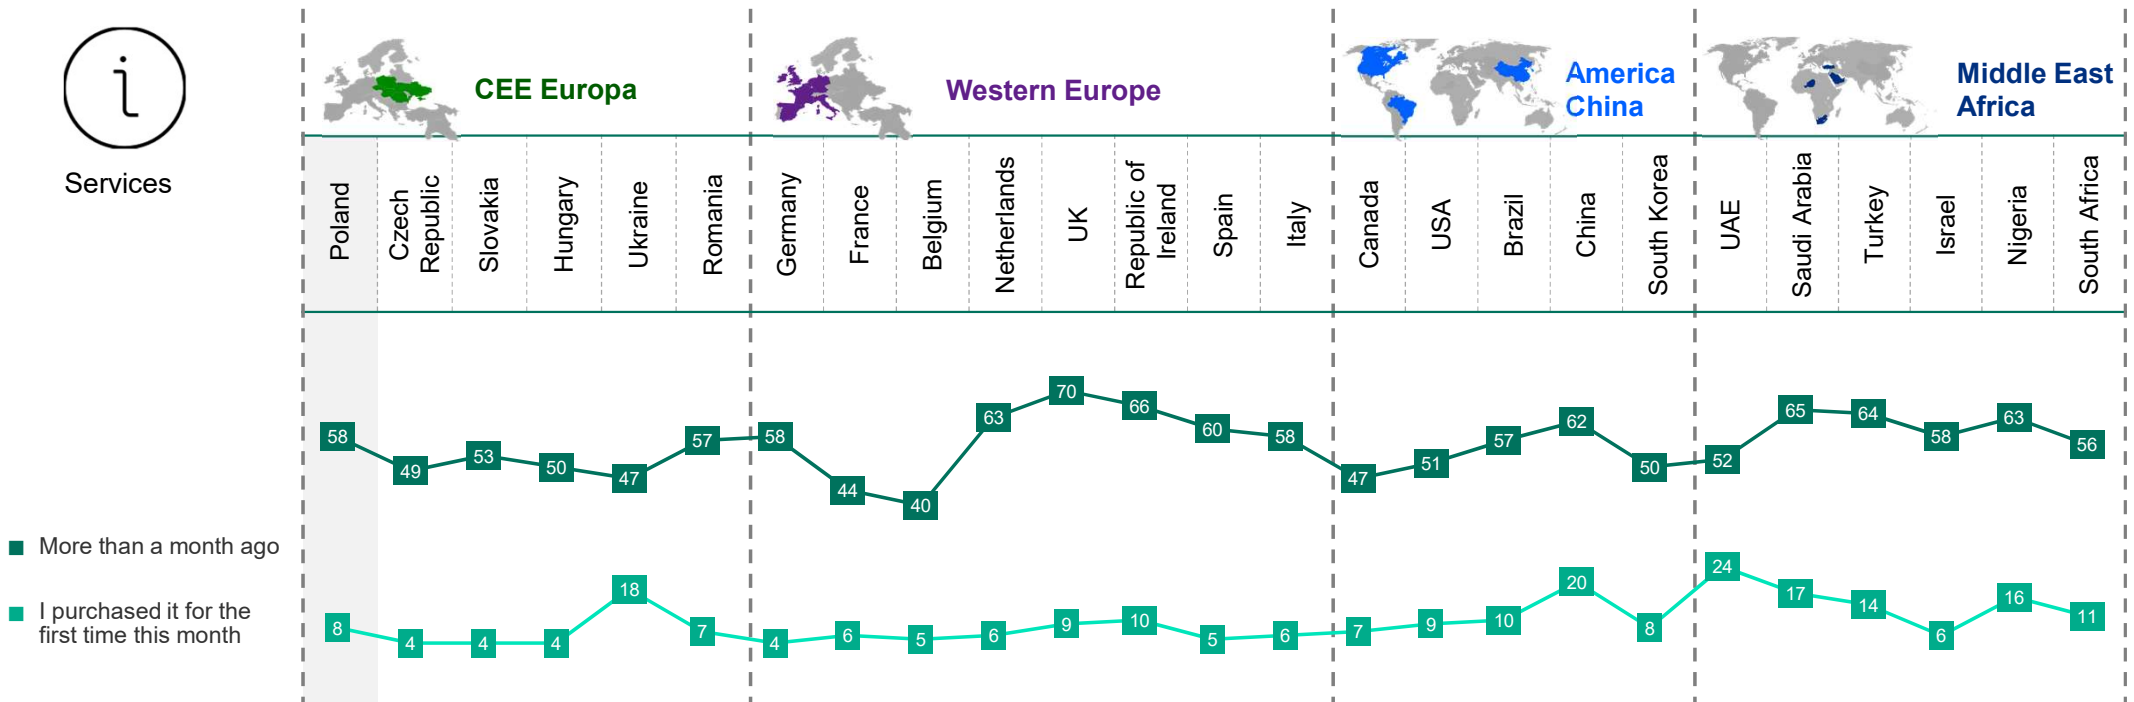 Services
CEE Europa
Western Europe
America
China
Middle East
Africa
Poland
Czech
Republic
Slovakia
Hungary
Ukraine
Romania
Germany
France
Belgium
Netherlands
UK
Republic of
Ireland
Spain
Italy
Canada
USA
Brazil
China
South Korea
UAE
Saudi Arabia
Turkey
Israel
Nigeria
South Africa
More than a month ago
58 49 53 50 47 57 58 44 40 63 70 66 60 58 47 51 57 62 50 52 65 64 58 63 56
I purchased it for the
first time this month
8 4 4 4 18 7 4 6 5 6 9 10 5 6 7 9 10 20 8 24 17 14 6 16 11